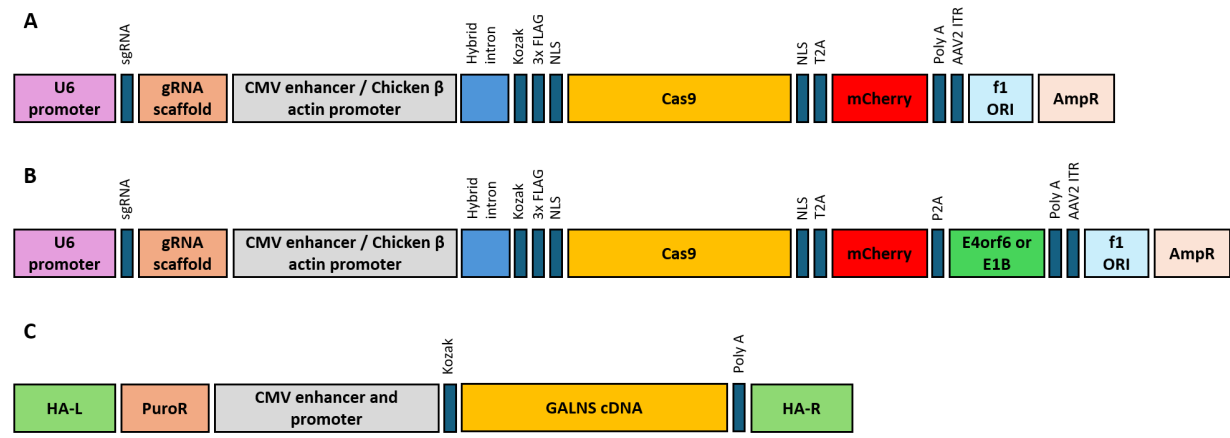 A
sgRNA
Hybrid
intron
Kozak
3x FLAG
NLS
NLS
T2A
Poly A
AAV2 ITR
U6
promoter
gRNA
scaffold
CMV enhancer / Chicken β
actin promoter
Cas9
mCherry
f1
ORI
AmpR
B
sgRNA
Hybrid
intron
Kozak
3x FLAG
NLS
NLS
T2A
P2A
Poly A
AAV2 ITR
U6
promoter
gRNA
scaffold
CMV enhancer / Chicken β
actin promoter
Cas9
mCherry
E4orf6 or
E1B
f1
ORI
AmpR
C
Kozak
Poly A
HA-L
PuroR
CMV enhancer and
promoter
GALNS cDNA
HA-R